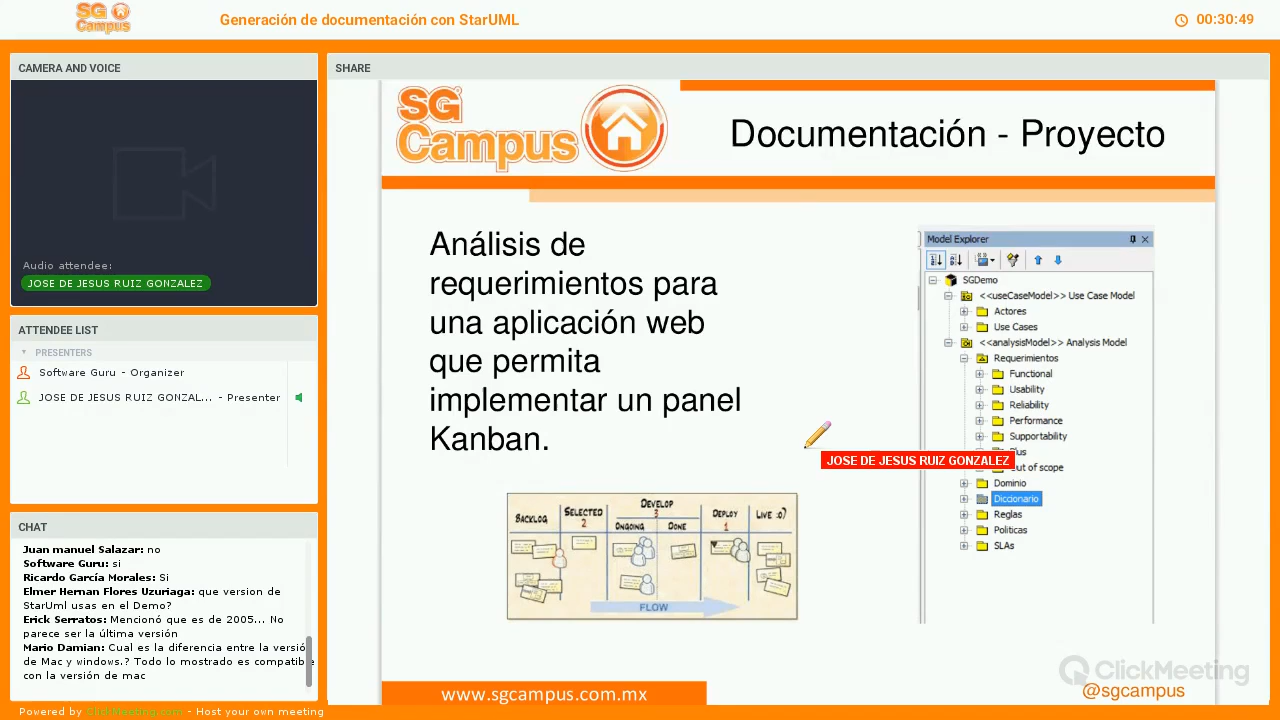 SG
Campus
Generación de documentación con StarUML
00:30:49
CAMERA AND VOICE
Audio attendee:
JOSE DE JESUS RUIZ GONZALEZ
ATTENDEE LIST
PRESENTERS
Software Guru - Organizer
JOSE DE JESUS RUIZ GONZAL... - Presenter
CHAT
Juan manuel Salazar: no
Software Guru: si
Ricardo García Morales: Si
Elmer Hernan Flores Uzuriaga: que version de
StarUml usas en el Demo?
Erick Serratos: Mencionó que es de 2005... No
parece ser la última versión
Mario Damian: Cual es la diferencia entre la versió
de Mac y windows.? Todo lo mostrado es compatible
con la versión de mac
Powered by ClickMeeting.com - Host your own meeting
SHARE
SG
Campus
Documentación - Proyecto
Análisis de
requerimientos para
una aplicación web
que permita
implementar un panel
Kanban.
BACKLOG
SELECTED
2
DEVELOP
3
ONGOING
DONE
DEPLOY
1
LIVE :)
FLOW
Model Explorer
SGDemo
<<useCaseModel>> Use Case Model
Actores
Use Cases
<<analysisModel>> Analysis Model
Requerimientos
Functional
Usability
Reliability
Performance
Supportability
Plus
JOSE DE JESUS RUIZ GONZALEZ
Out of scope
Dominio
Diccionario
Reglas
Politicas
SLAs
ClickMeeting
www.sgcampus.com.mx
@sgcampus